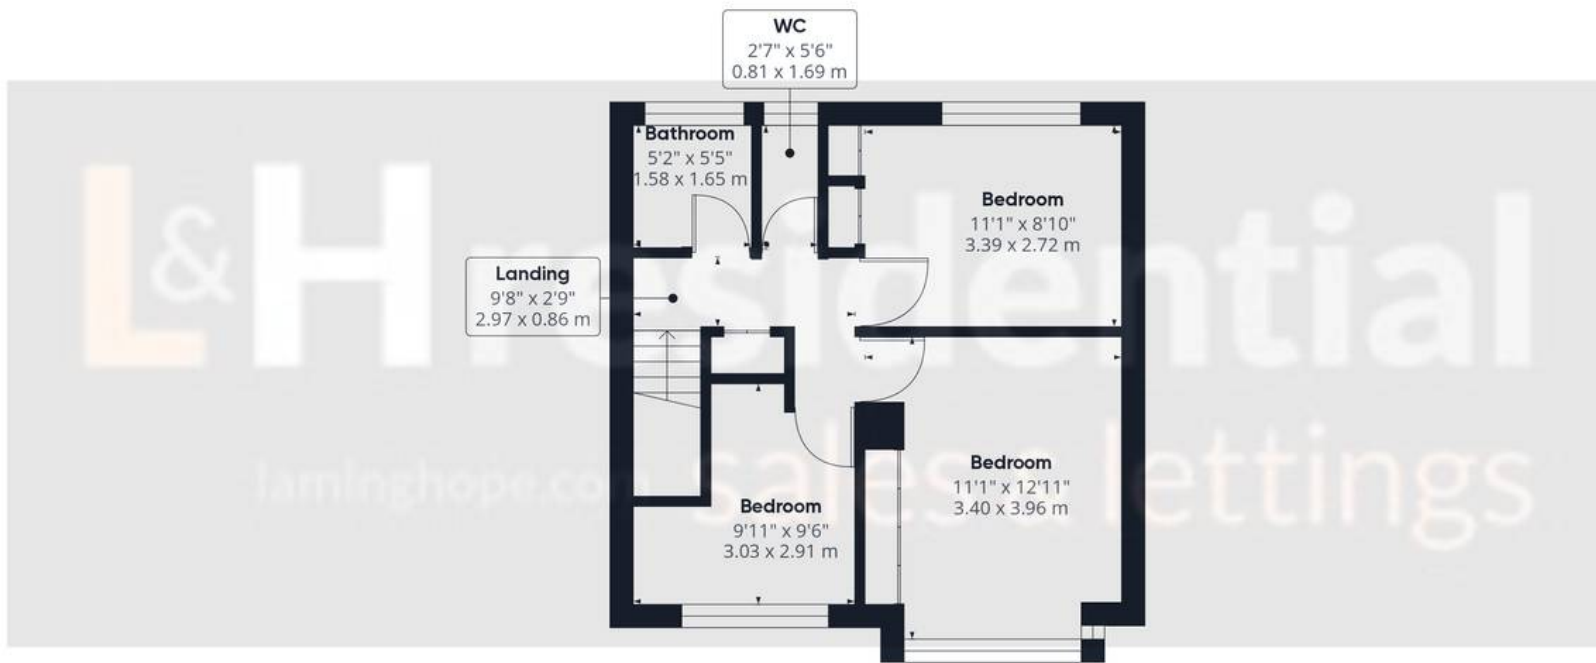 WC
2'7" x 5'6"
0.81 x 1.69 m
Bathroom
5'2" x 5'5"
1.58 x 1.65 m
Bedroom
11'1" x 8'10"
3.39 x 2.72 m
Landing
9'8" x 2'9"
2.97 x 0.86 m
Bedroom
11'1" x 12'11"
3.40 x 3.96 m
Bedroom
9'11" x 9'6"
3.03 x 2.91 m
L&H residential
laminghope.com sales & lettings